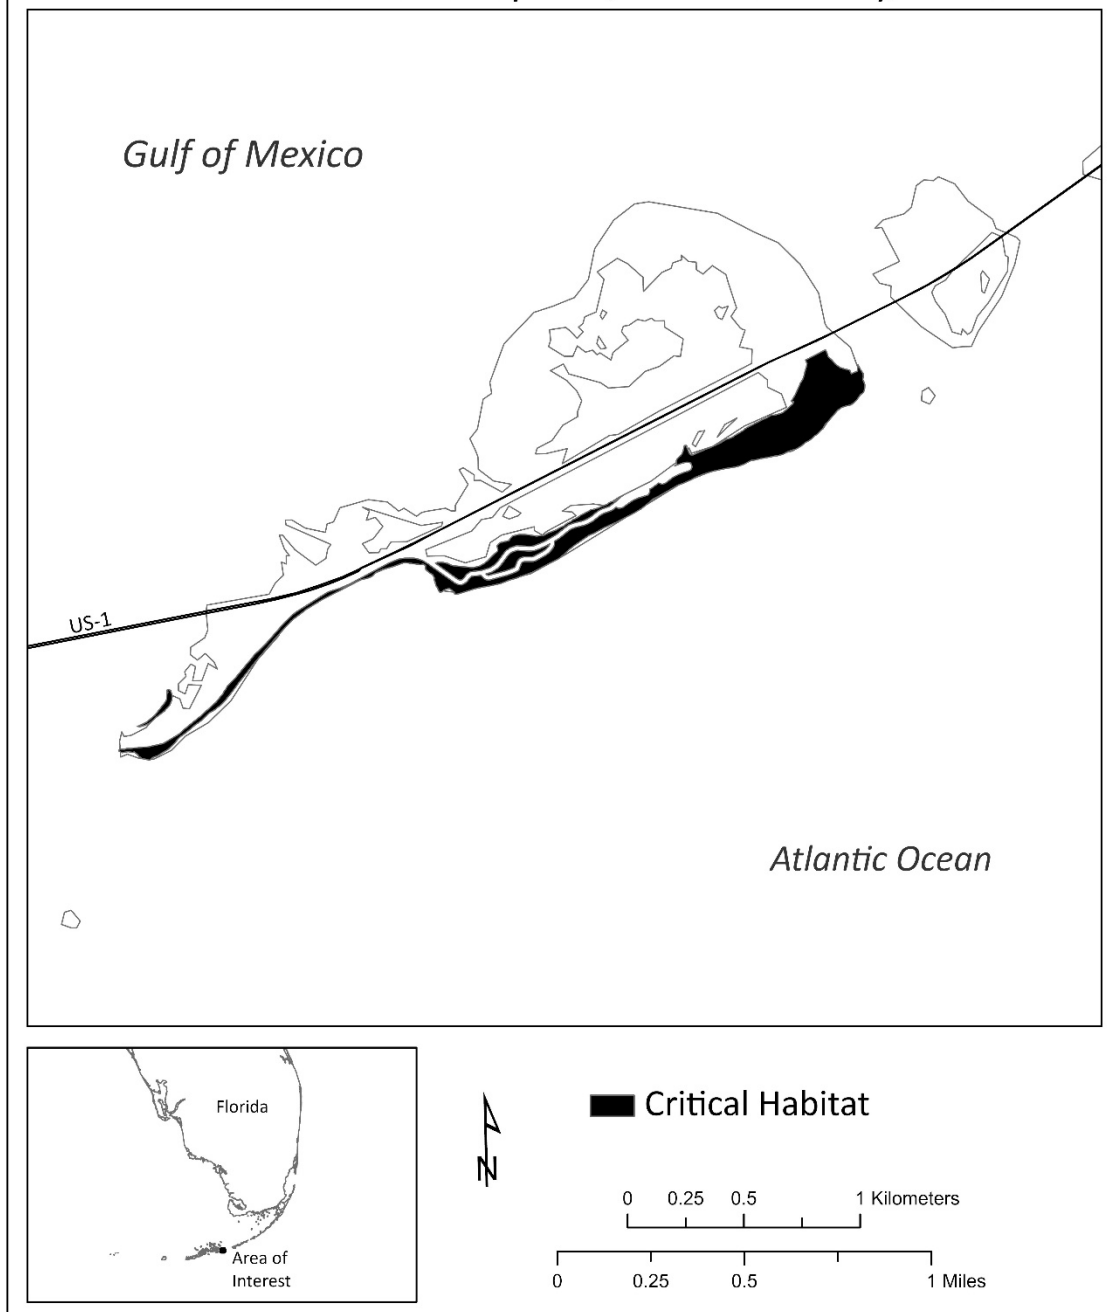 Gulf of Mexico
US-1
Atlantic Ocean
Florida
Area of
Interest
N
Critical Habitat
0 0.25 0.5 1 Kilometers
0 0.25 0.5 1 Miles